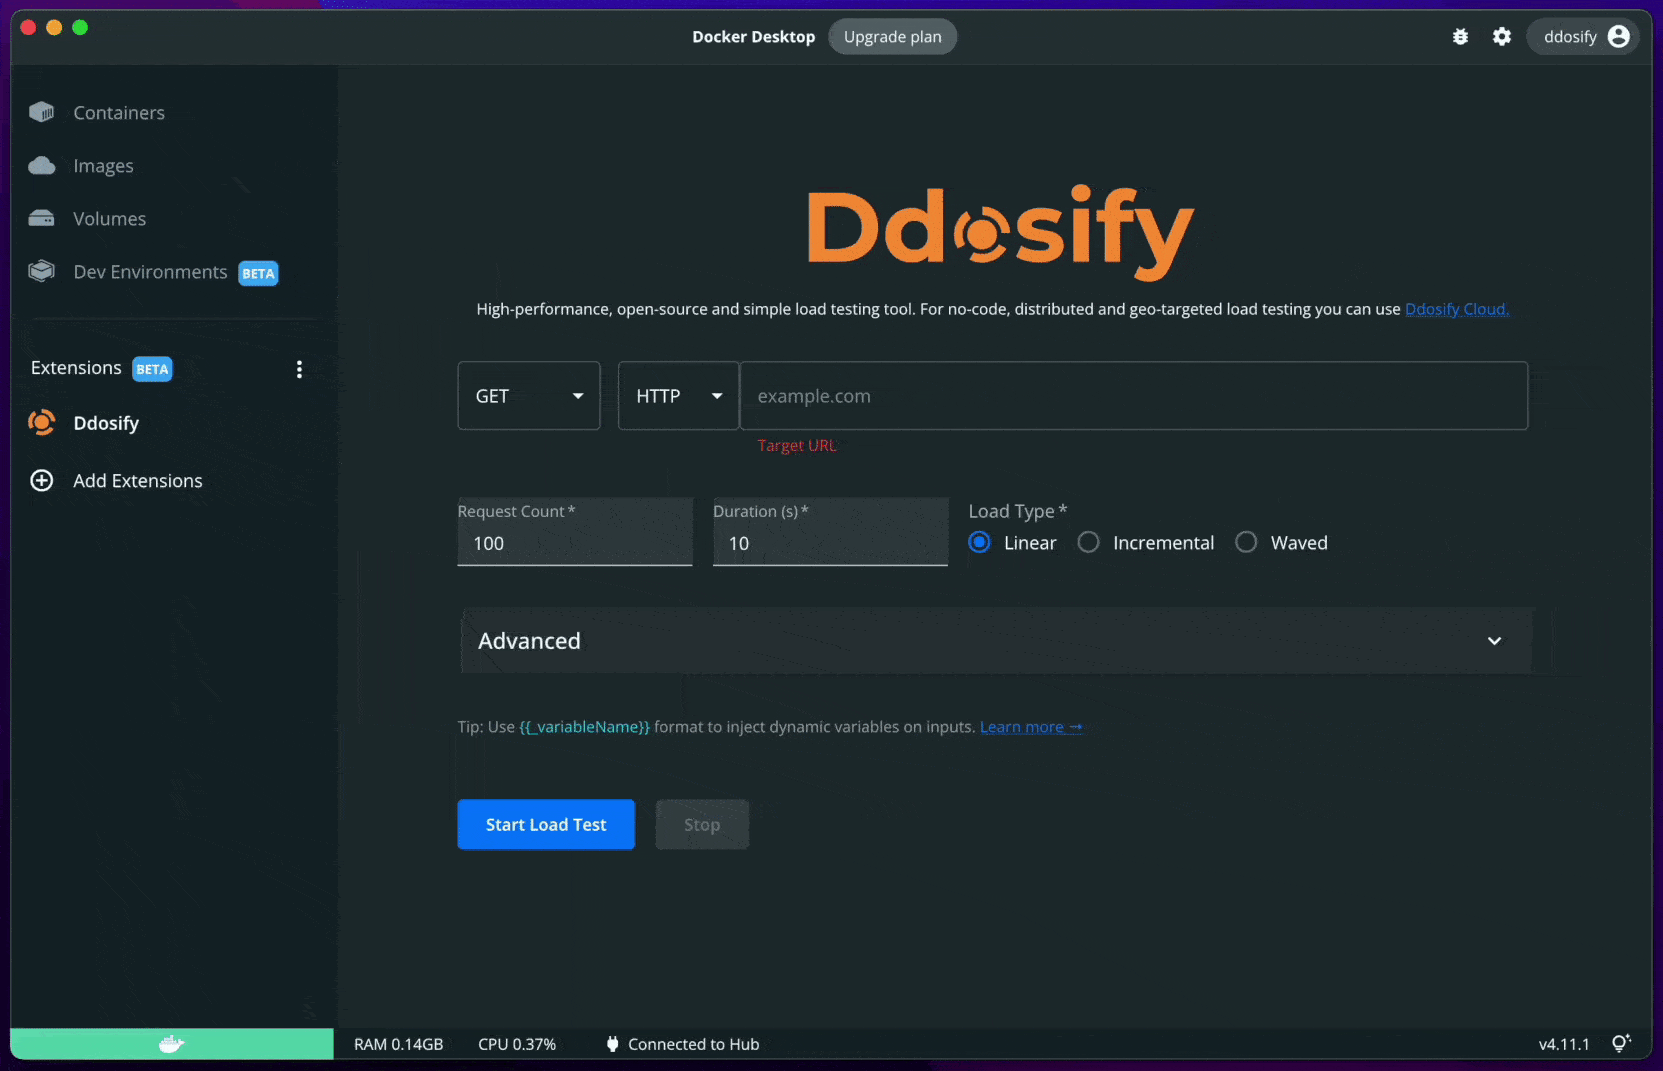 Docker Desktop Upgrade plan ddosify
Containers
Images
Volumes
Dev Environments BETA
Extensions BETA
Ddosify
Add Extensions
Ddosify
High-performance, open-source and simple load testing tool. For no-code, distributed and geo-targeted load testing you can use Ddosify Cloud.
GET HTTP example.com
Target URL
Request Count * Duration (s) * Load Type *
100 10 Linear Incremental Waved
Advanced
Tip: Use {{_variableName}} format to inject dynamic variables on inputs. Learn more →
Start Load Test Stop
RAM 0.14GB CPU 0.37% Connected to Hub v4.11.1